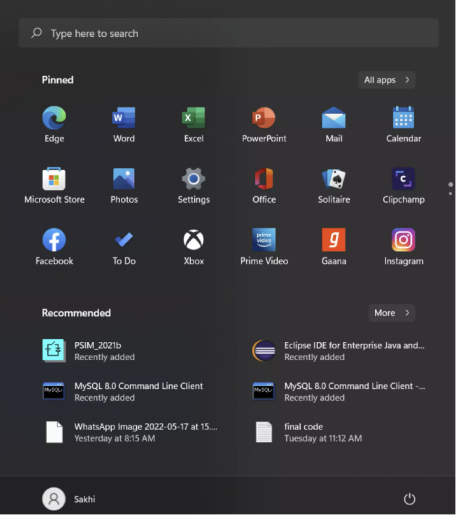 Type here to search
Pinned
All apps >
Edge Word Excel PowerPoint Mail Calendar
Microsoft Store Photos Settings Office Solitaire Clipchamp
prime video
Facebook To Do Xbox Prime Video Gaana Instagram
Recommended
More >
PSIM_2021b
Recently added
Eclipse IDE for Enterprise Java and...
Recently added
MySQL 8.0 Command Line Client
Recently added
MySQL 8.0 Command Line Client -...
Recently added
WhatsApp Image 2022-05-17 at 15....
Yesterday at 8:15 AM
final code
Tuesday at 11:12 AM
Sakhi